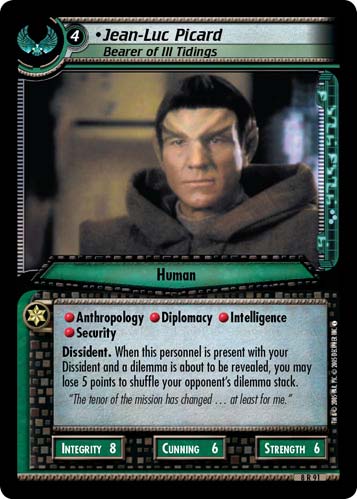 4
•Jean-Luc Picard
Bearer of Ill Tidings
Human
Anthropology Diplomacy Intelligence
Security
Dissident. When this personnel is present with your
Dissident and a dilemma is about to be revealed, you may
lose 5 points to shuffle your opponent's dilemma stack.
"The tenor of the mission has changed ... at least for me."
INTEGRITY 8 CUNNING 6 STRENGTH 6
8 R 91